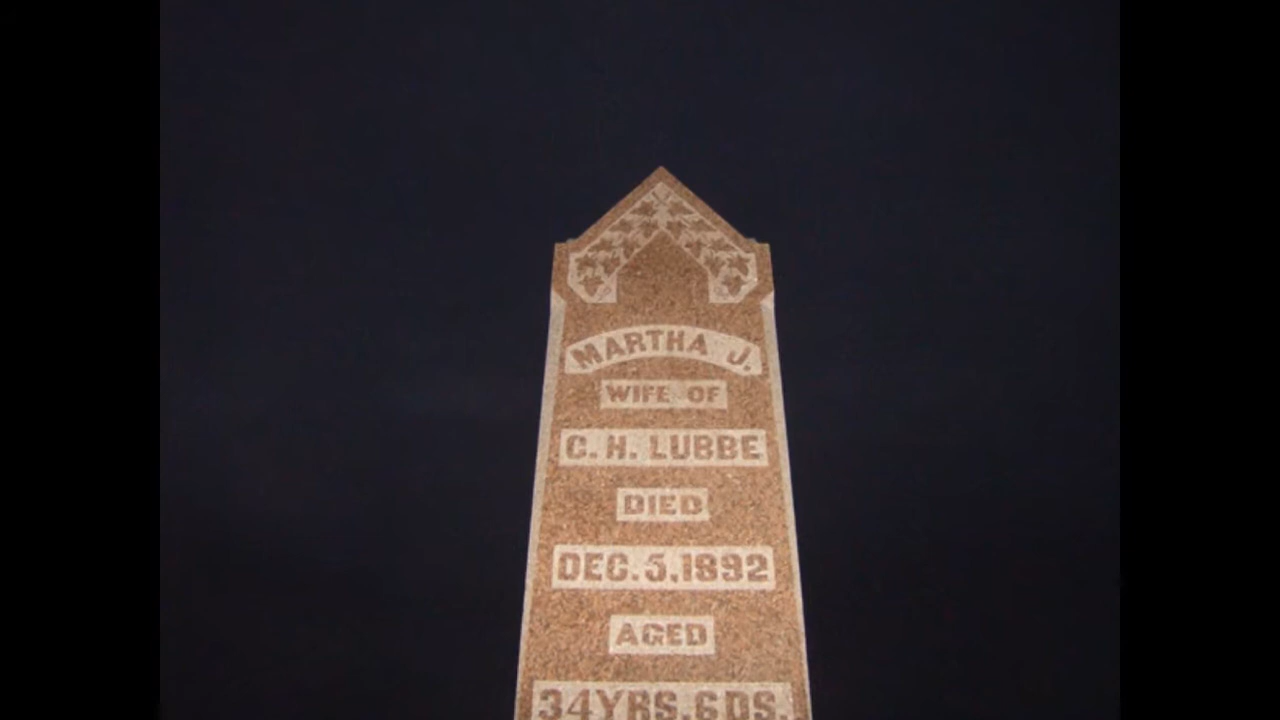 MARTHA J.
WIFE OF
C. H. LUBBE
DIED
DEC. 5, 1892
AGED
34 YRS. 6 DS.